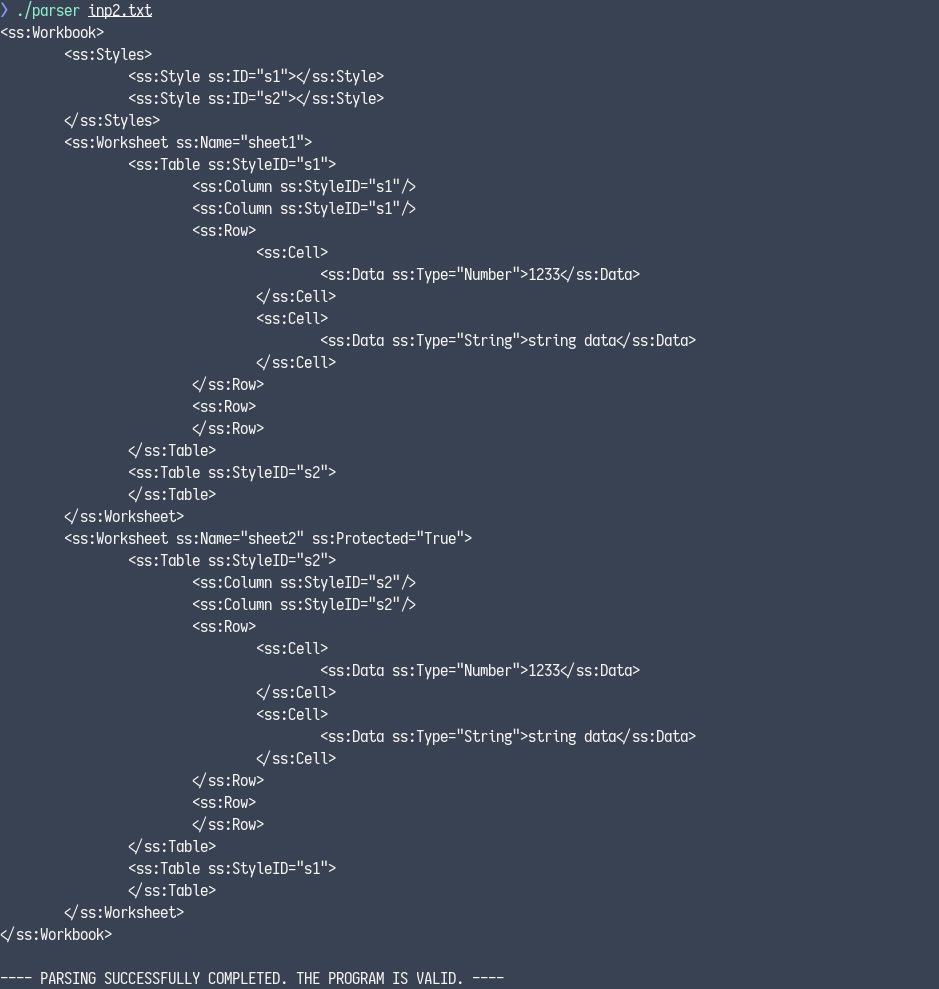 ❯ ./parser inp2.txt
<ss:Workbook>
        <ss:Styles>
                <ss:Style ss:ID="s1"></ss:Style>
                <ss:Style ss:ID="s2"></ss:Style>
        </ss:Styles>
        <ss:Worksheet ss:Name="sheet1">
                <ss:Table ss:StyleID="s1">
                        <ss:Column ss:StyleID="s1"/>
                        <ss:Column ss:StyleID="s1"/>
                        <ss:Row>
                                <ss:Cell>
                                        <ss:Data ss:Type="Number">1233</ss:Data>
                                </ss:Cell>
                                <ss:Cell>
                                        <ss:Data ss:Type="String">string data</ss:Data>
                                </ss:Cell>
                        </ss:Row>
                        <ss:Row>
                        </ss:Row>
                </ss:Table>
                <ss:Table ss:StyleID="s2">
                </ss:Table>
        </ss:Worksheet>
        <ss:Worksheet ss:Name="sheet2" ss:Protected="True">
                <ss:Table ss:StyleID="s2">
                        <ss:Column ss:StyleID="s2"/>
                        <ss:Column ss:StyleID="s2"/>
                        <ss:Row>
                                <ss:Cell>
                                        <ss:Data ss:Type="Number">1233</ss:Data>
                                </ss:Cell>
                                <ss:Cell>
                                        <ss:Data ss:Type="String">string data</ss:Data>
                                </ss:Cell>
                        </ss:Row>
                        <ss:Row>
                        </ss:Row>
                </ss:Table>
                <ss:Table ss:StyleID="s1">
                </ss:Table>
        </ss:Worksheet>
</ss:Workbook>

---- PARSING SUCCESSFULLY COMPLETED. THE PROGRAM IS VALID. ----